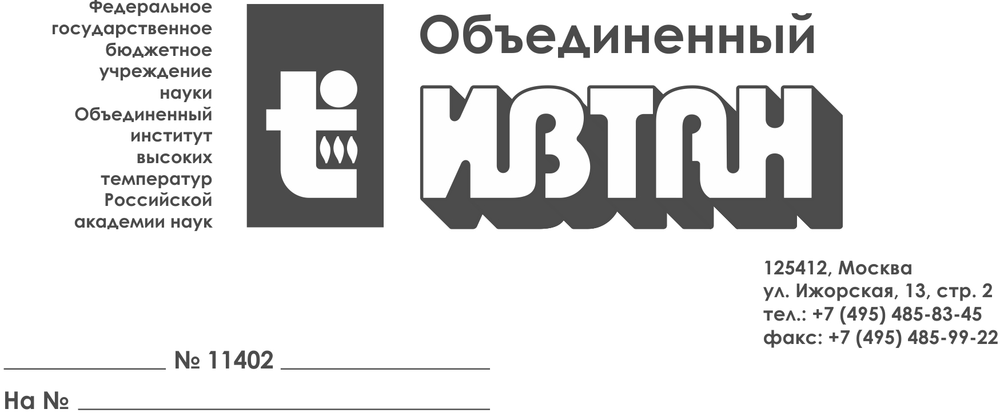 Федеральное
государственное
бюджетное
учреждение
науки
Объединенный
институт
высоких
температур
Российской
академии наук
ti
Объединенный
ИВТАН
125412, Москва
ул. Ижорская, 13, стр. 2
тел.: +7 (495) 485-83-45
факс: +7 (495) 485-99-22
№ 11402
На №